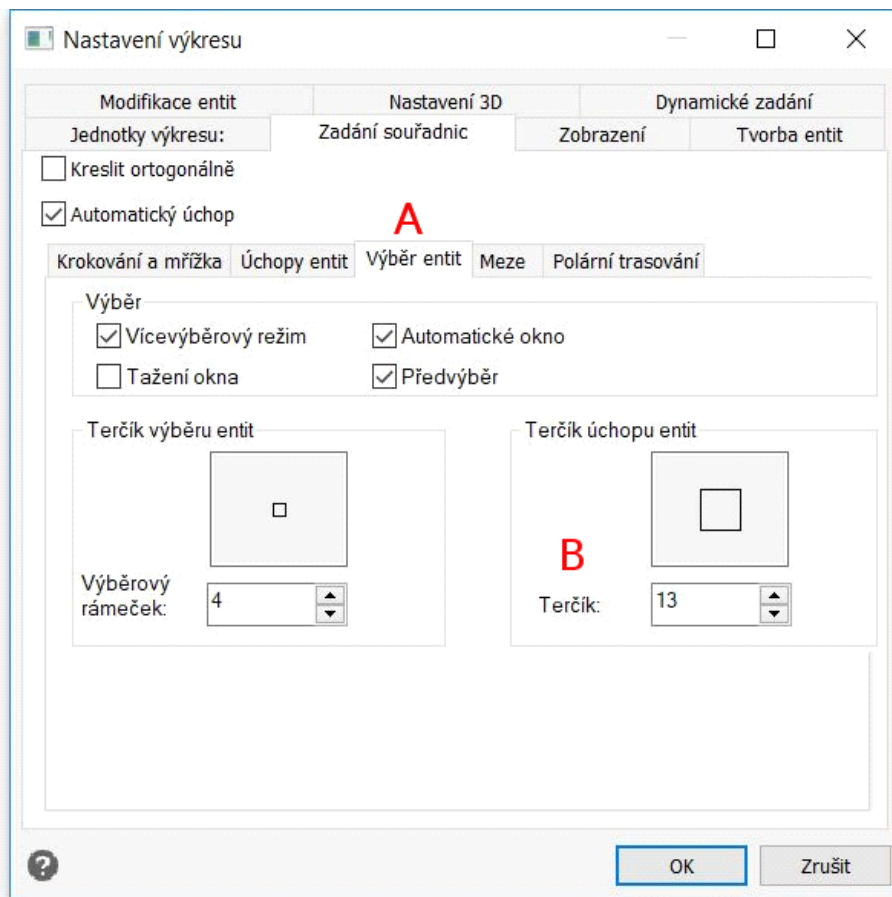 Nastavení výkresu
Modifikace entit Nastavení 3D Dynamické zadání
Jednotky výkresu: Zadání souřadnic Zobrazení Tvorba entit
Kreslit ortogonálně
Automatický úchop
A
Krokování a mřížka Úchopy entit Výběr entit Meze Polární trasování
Výběr
Vícevýběrový režim Automatické okno
Tažení okna Předvýběr
Terčík výběru entit Terčík úchopu entit
B
Výběrový
rámeček: 4 Terčík: 13
? OK Zrušit